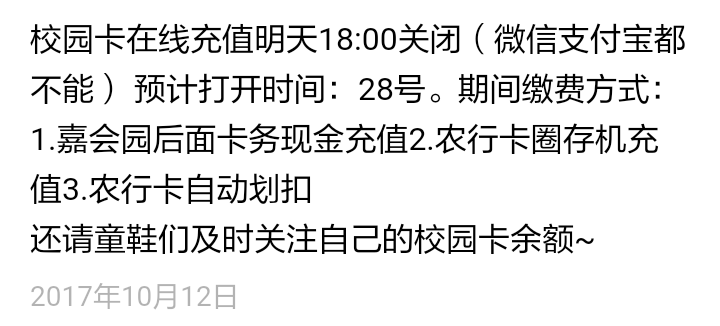 校园卡在线充值明天18:00关闭（微信支付宝都
不能）预计打开时间：28号。期间缴费方式：
1.嘉会园后面卡务现金充值2.农行卡圈存机充
值3.农行卡自动划扣
还请童鞋们及时关注自己的校园卡余额~
2017年10月12日